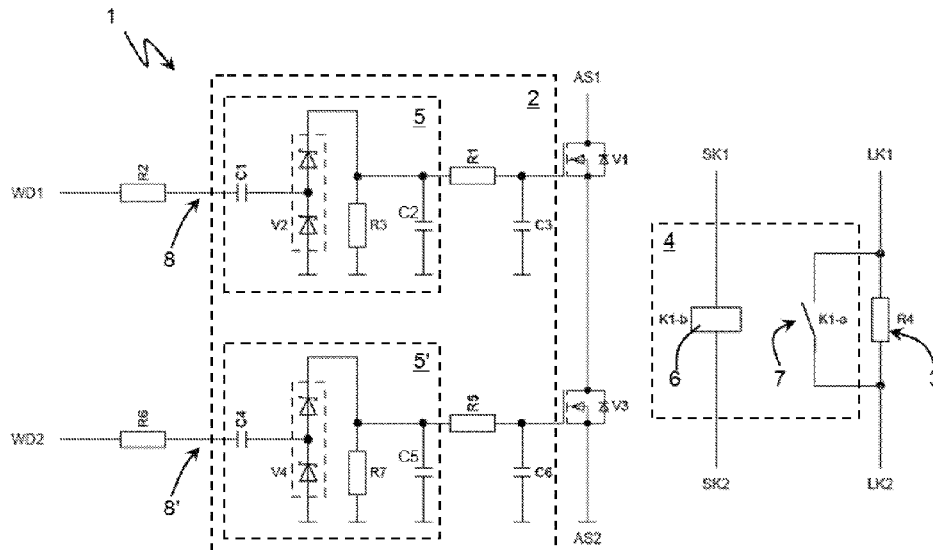 1
2
AS1
5
R2
C1
R1
V1
SK1
LK1
WD1
V2
R3
C2
C3
8
4
K1-b
K1-a
R4
6
7
3
5'
R6
C4
R5
V3
WD2
V4
R7
C5
C6
8'
SK2
LK2
AS2